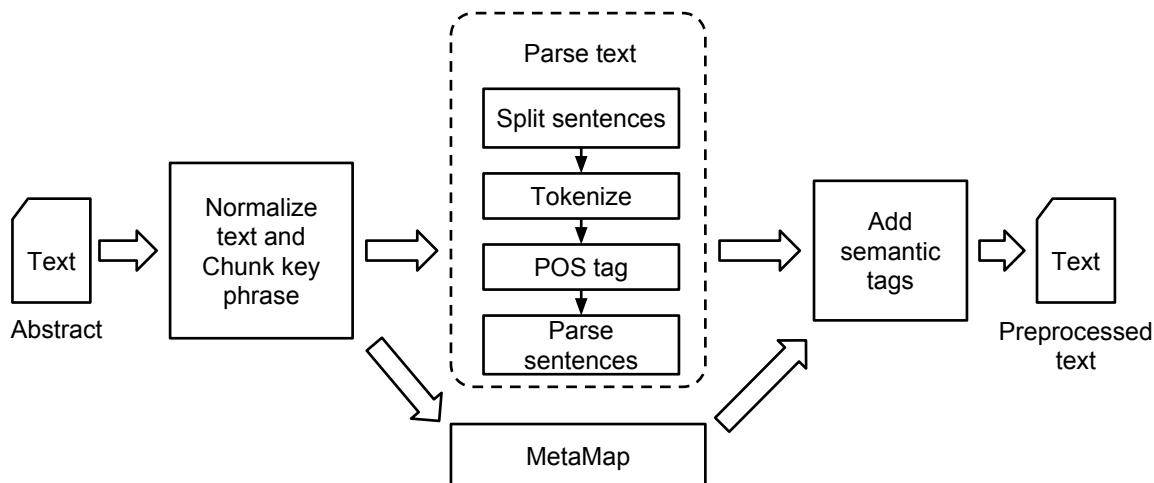 Text
Abstract
Normalize
text and
Chunk key
phrase
Parse text
Split sentences
Tokenize
POS tag
Parse
sentences
MetaMap
Add
semantic
tags
Text
Preprocessed
text